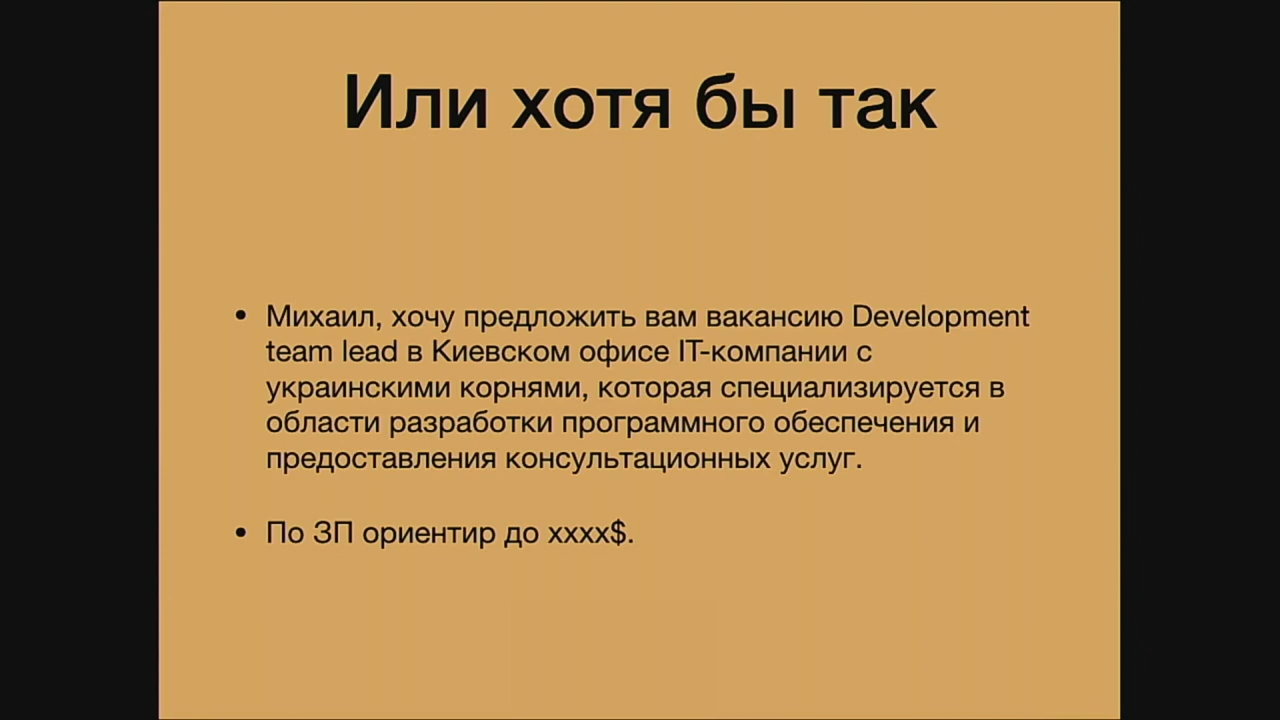 Или хотя бы так
• Михаил, хочу предложить вам вакансию Development
team lead в Киевском офисе IT-компании с
украинскими корнями, которая специализируется в
области разработки программного обеспечения и
предоставления консультационных услуг.
• По ЗП ориентир до xxxx$.